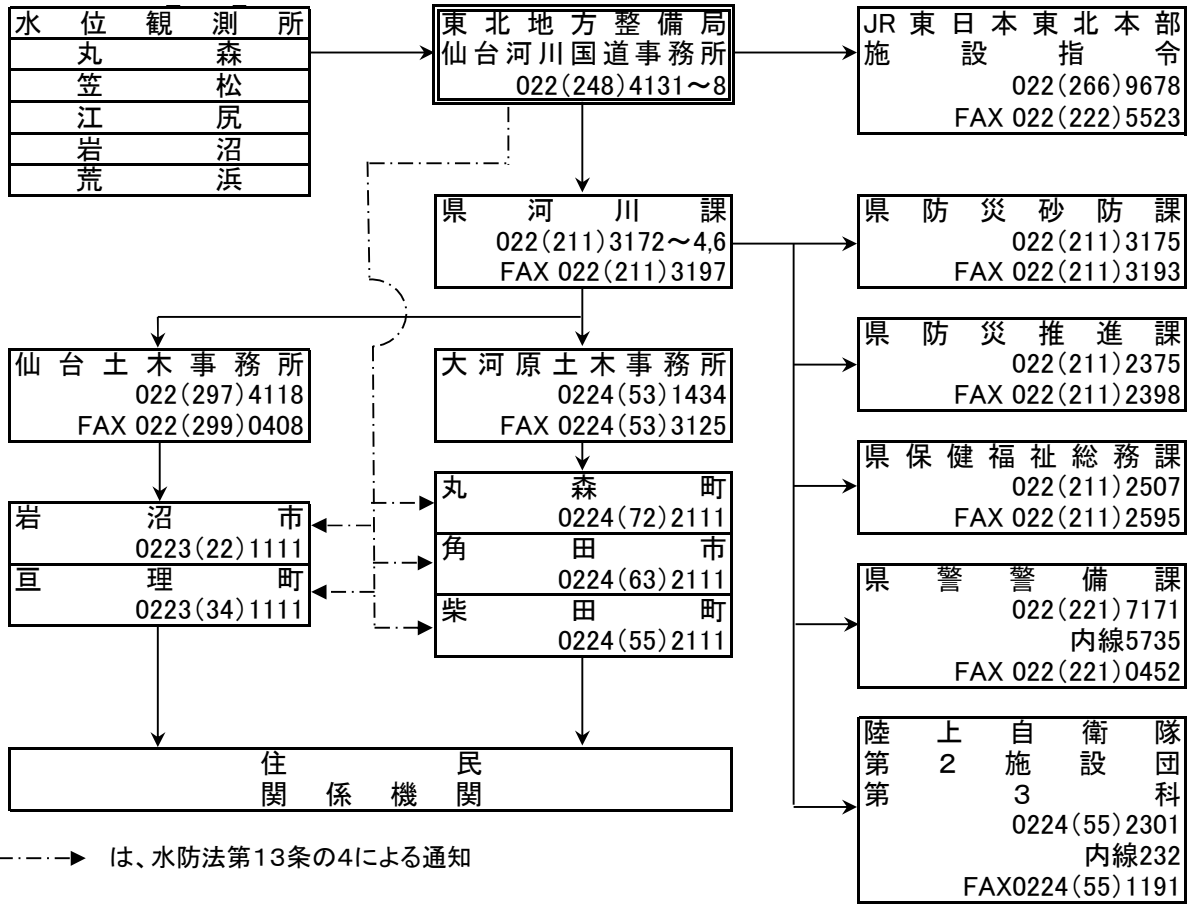 水位観測所
丸森
笠松
江尻
岩沼
荒浜
東北地方整備局
仙台河川国道事務所
022(248)4131～8
JR東日本東北本部
施設指令
022(266)9678
FAX 022(222)5523
県河川課
022(211)3172～4,6
FAX 022(211)3197
県防災砂防課
022(211)3175
FAX 022(211)3193
県防災推進課
022(211)2375
FAX 022(211)2398
県保健福祉総務課
022(211)2507
FAX 022(211)2595
県警警備課
022(221)7171
内線5735
FAX 022(221)0452
陸上自衛隊
第2施設団
第3科
0224(55)2301
内線232
FAX0224(55)1191
仙台土木事務所
022(297)4118
FAX 022(299)0408
大河原土木事務所
0224(53)1434
FAX 0224(53)3125
岩沼市
0223(22)1111
亘理町
0223(34)1111
丸森町
0224(72)2111
角田市
0224(63)2111
柴田町
0224(55)2111
住民
関係機関
は、水防法第13条の4による通知